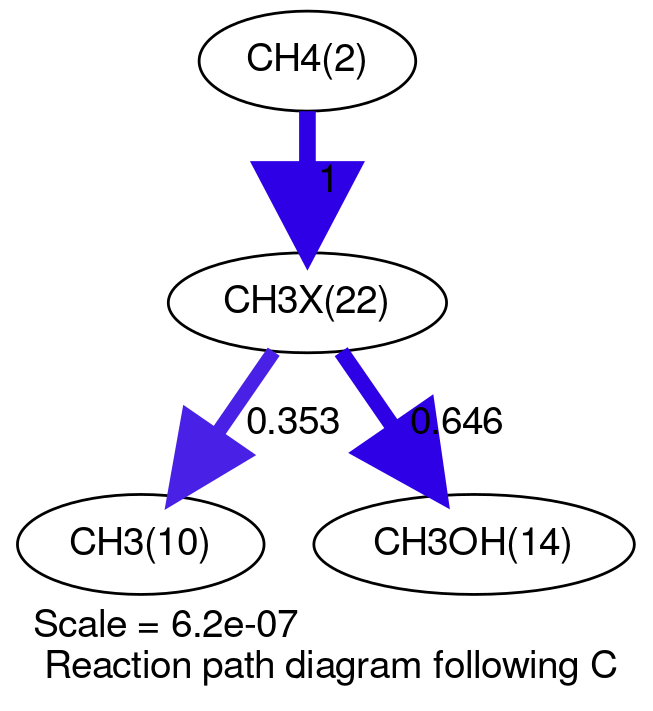 CH4(2)
1
CH3X(22)
0.353
0.646
CH3(10)
CH3OH(14)
Scale = 6.2e-07
Reaction path diagram following C